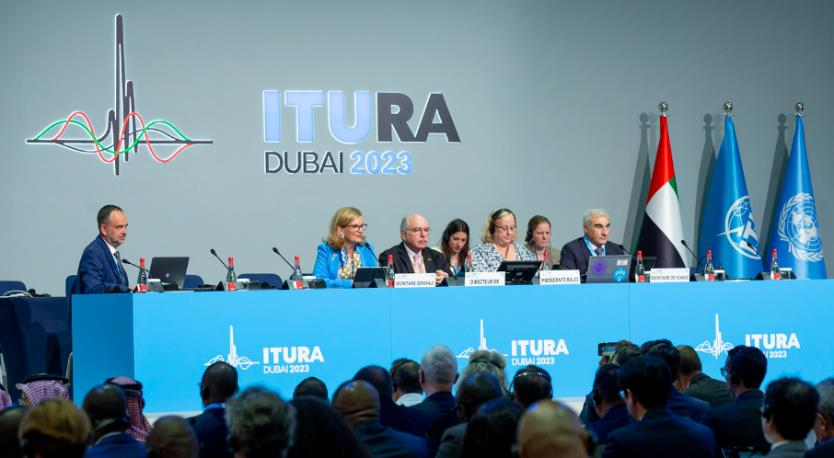 ITURA
DUBAI 2023
SECRETAIRE GENERALE
DIRECTEUR BR
PRESIDENTE RA-23
SECRETAIRE DE SEANCE
ITURA
DUBAI 2023
ITURA
DUBAI 2023
ITURA
DUBAI 2023